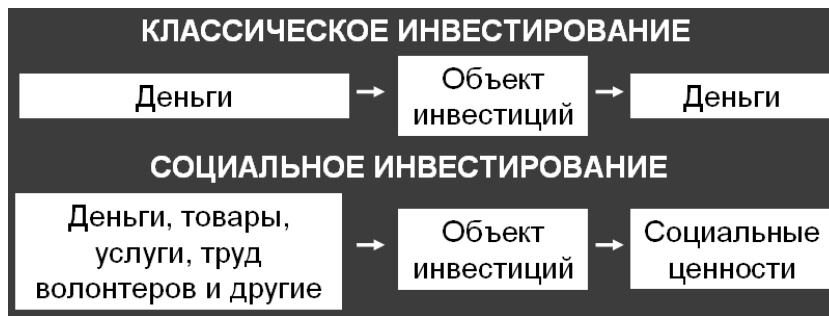 КЛАССИЧЕСКОЕ ИНВЕСТИРОВАНИЕ
Деньги → Объект инвестиций → Деньги
СОЦИАЛЬНОЕ ИНВЕСТИРОВАНИЕ
Деньги, товары,
услуги, труд
волонтеров и другие
→
Объект
инвестиций
→
Социальные
ценности